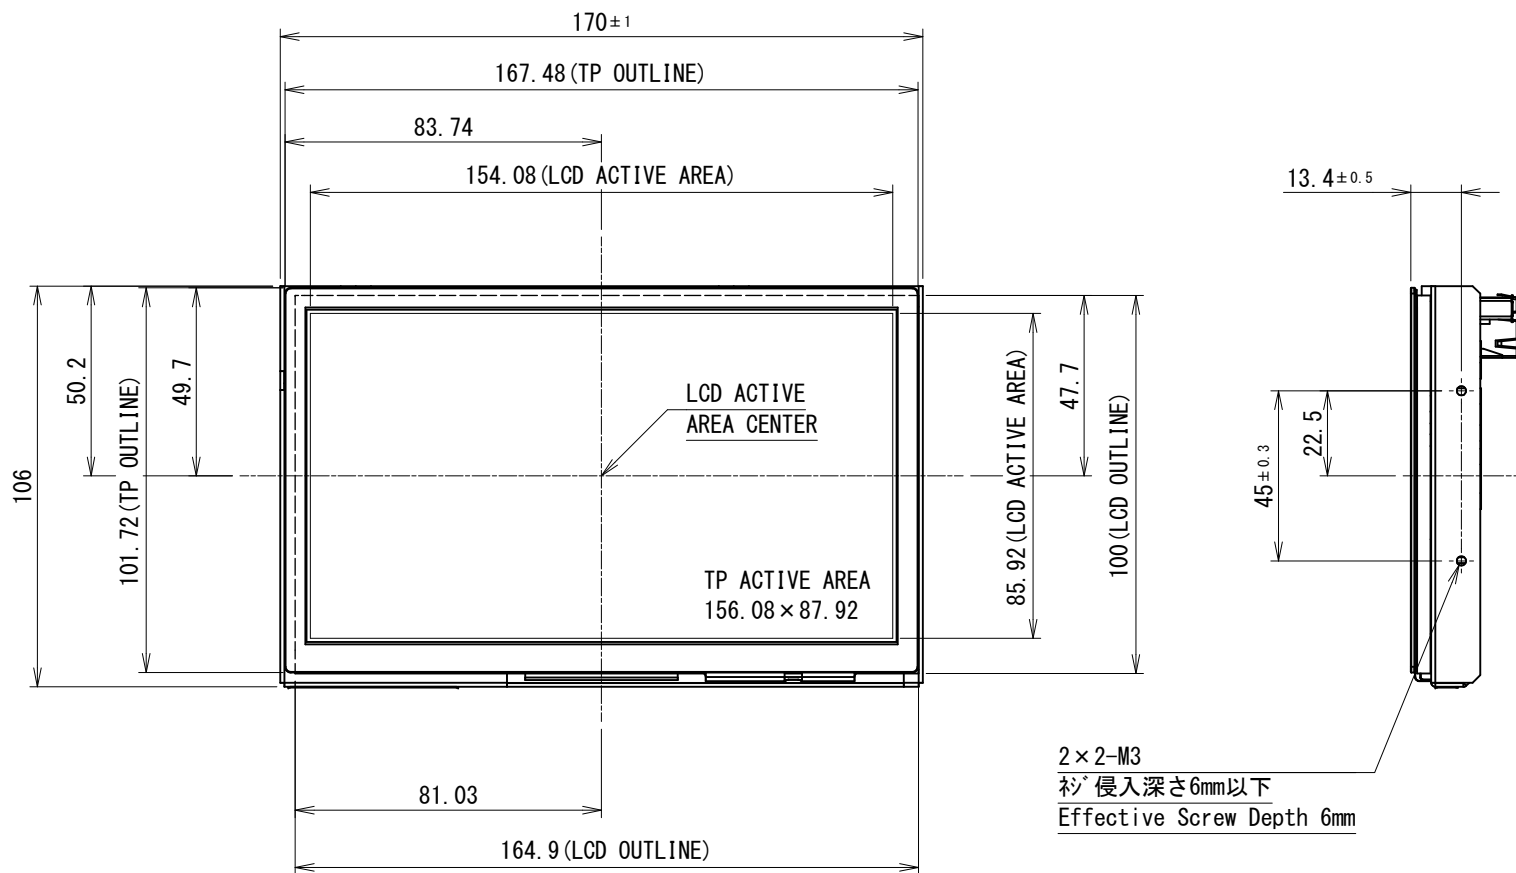 170±1
167.48(TP OUTLINE)
83.74
154.08(LCD ACTIVE AREA)
13.4±0.5
106
50.2
101.72(TP OUTLINE)
49.7
LCD ACTIVE
AREA CENTER
TP ACTIVE AREA
156.08×87.92
85.92(LCD ACTIVE AREA)
47.7
100(LCD OUTLINE)
45±0.3
22.5
81.03
164.9(LCD OUTLINE)
2×2-M3
ネジ侵入深さ6mm以下
Effective Screw Depth 6mm